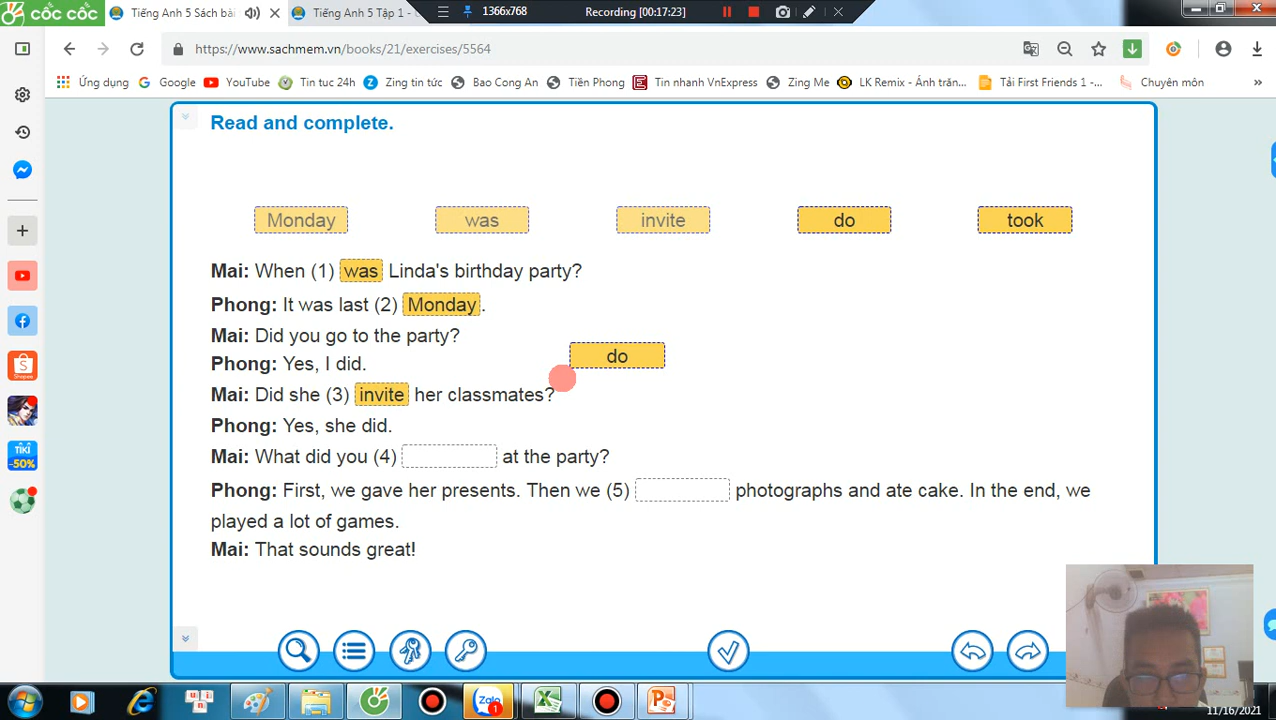 cốc cốc
Tiếng Anh 5 Sách bà
Tiếng Anh 5 Tập 1 -
1366x768
Recording [00:17:23]
https://www.sachmem.vn/books/21/exercises/5564
Ứng dụng
Google
YouTube
Tin tuc 24h
Zing tin tức
Bao Cong An
Tiền Phong
Tin nhanh VnExpress
Zing Me
LK Remix - Ảnh trăn...
Tải First Friends 1 -...
Chuyên môn
»
Read and complete.
Monday was invite do took
Mai: When (1) was Linda's birthday party?
Phong: It was last (2) Monday.
Mai: Did you go to the party?
do
Phong: Yes, I did.
Mai: Did she (3) invite her classmates?
Phong: Yes, she did.
Mai: What did you (4) at the party?
Phong: First, we gave her presents. Then we (5) photographs and ate cake. In the end, we
played a lot of games.
Mai: That sounds great!
Shopee
TIKI
-50%
Zalo
1
11/16/2021